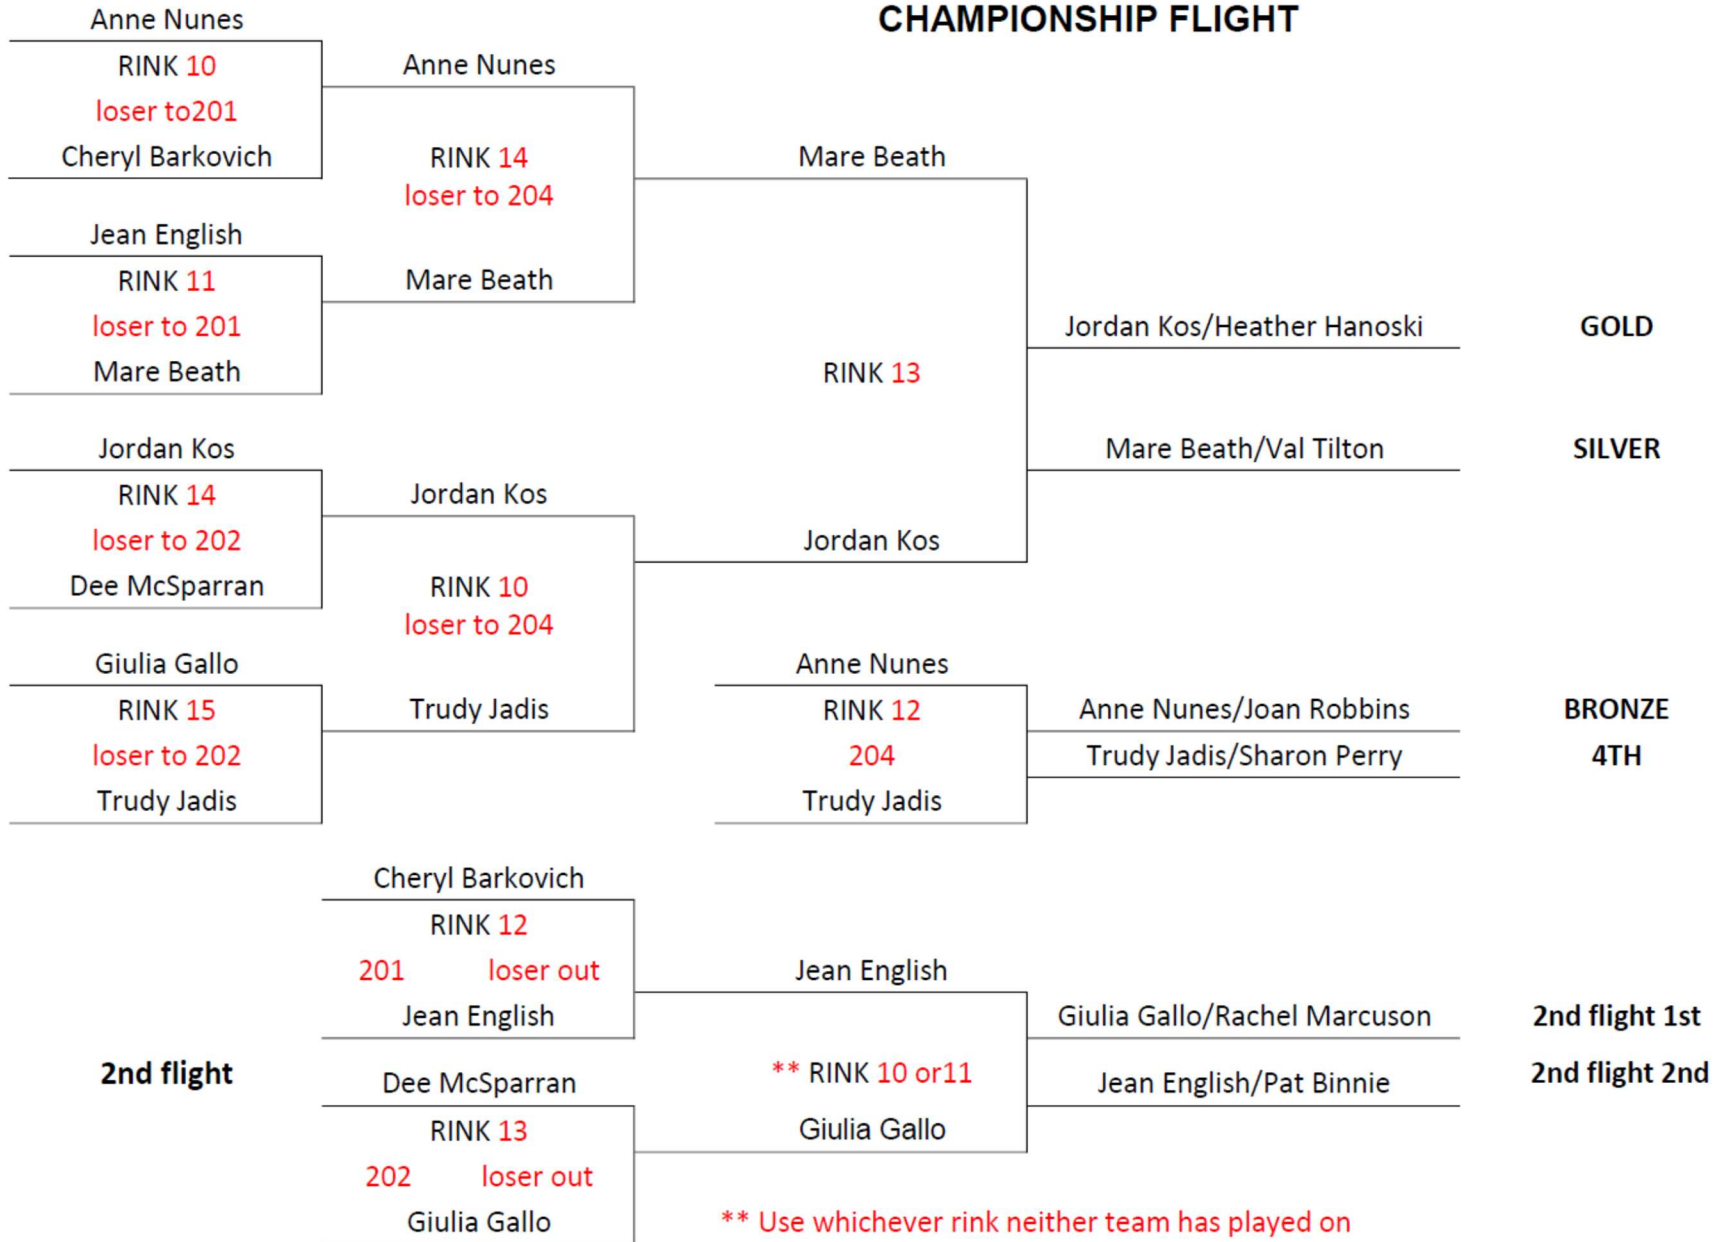 CHAMPIONSHIP FLIGHT
Anne Nunes
RINK 10
loser to201
Cheryl Barkovich
Jean English
RINK 11
loser to 201
Mare Beath
Jordan Kos
RINK 14
loser to 202
Dee McSparran
Giulia Gallo
RINK 15
loser to 202
Trudy Jadis
Anne Nunes
RINK 14
loser to 204
Mare Beath
Jordan Kos
RINK 10
loser to 204
Trudy Jadis
Mare Beath
RINK 13
Jordan Kos
Jordan Kos/Heather Hanoski GOLD
Mare Beath/Val Tilton SILVER
Anne Nunes
RINK 12
204
Trudy Jadis
Anne Nunes/Joan Robbins BRONZE
Trudy Jadis/Sharon Perry 4TH
2nd flight
Cheryl Barkovich
RINK 12
201 loser out
Jean English
Dee McSparran
RINK 13
202 loser out
Giulia Gallo
Jean English
** RINK 10 or11
Giulia Gallo
Giulia Gallo/Rachel Marcuson 2nd flight 1st
Jean English/Pat Binnie 2nd flight 2nd
** Use whichever rink neither team has played on